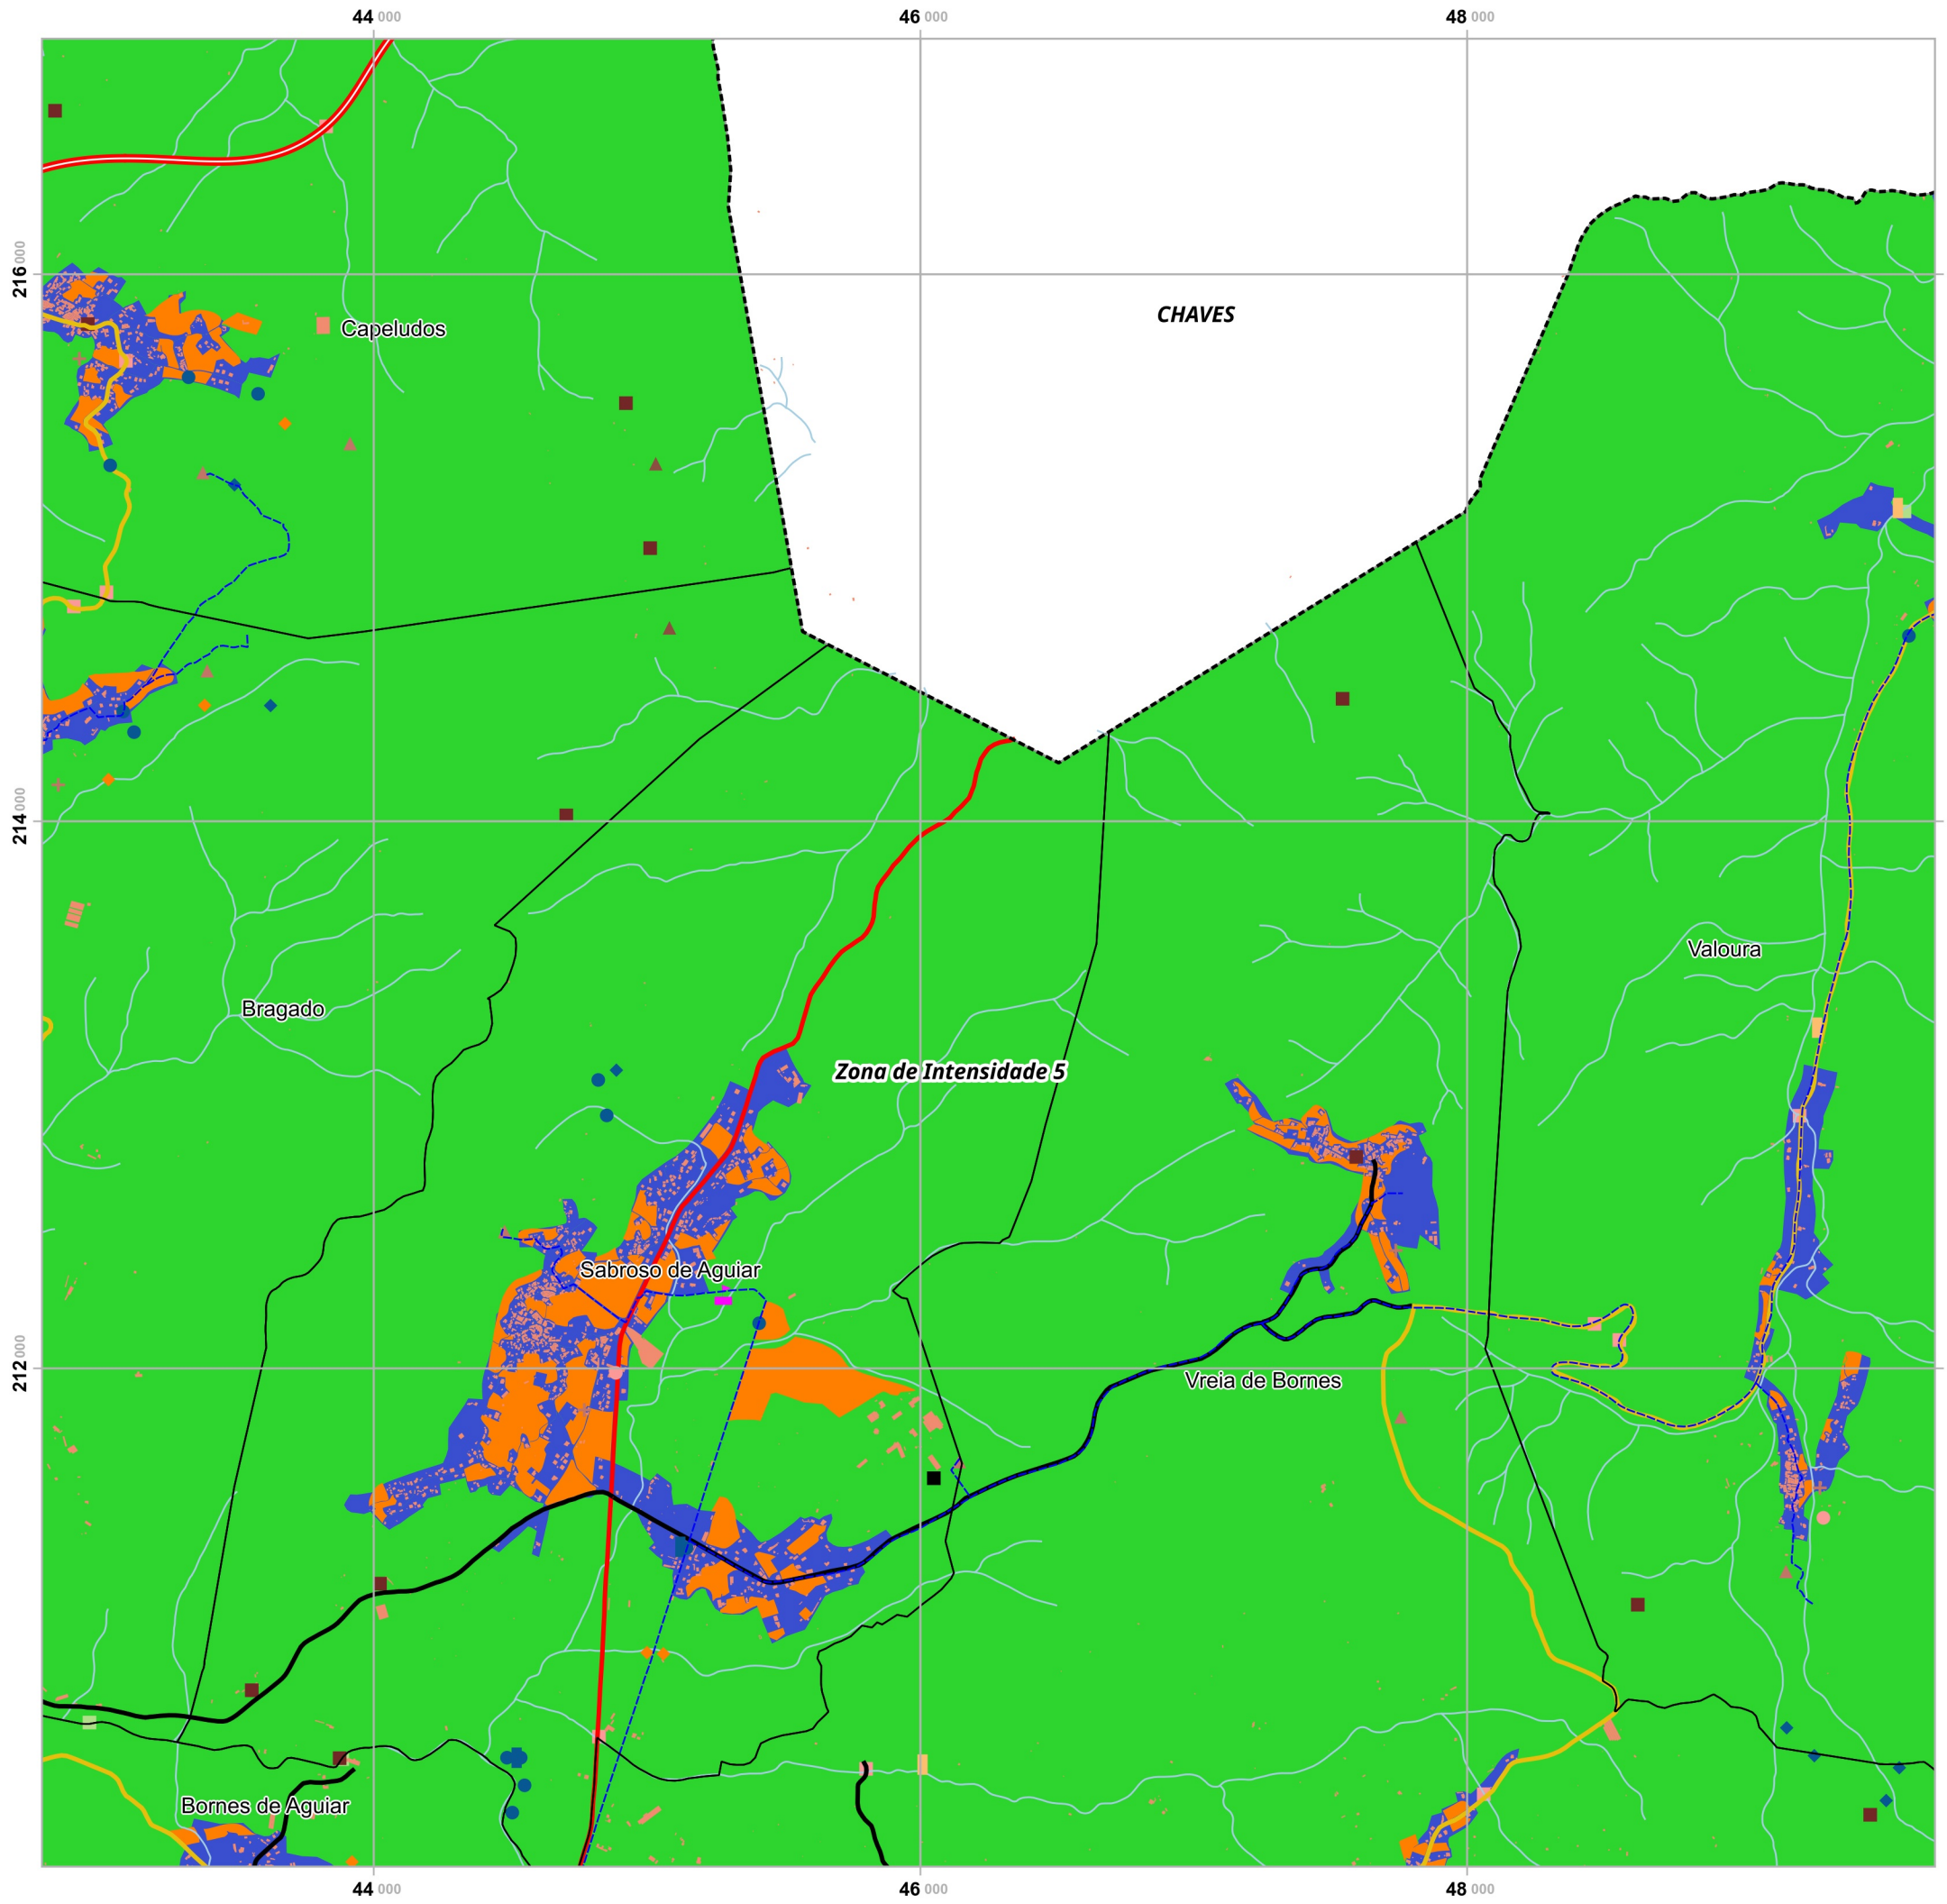 44 000 46 000 48 000
216 000
CHAVES
Capeludos
214 000
Valoura
Bragado
Zona de Intensidade 5
Sabroso de Aguiar
212 000
Vreia de Bornes
Bornes de Aguiar
44 000 46 000 48 000